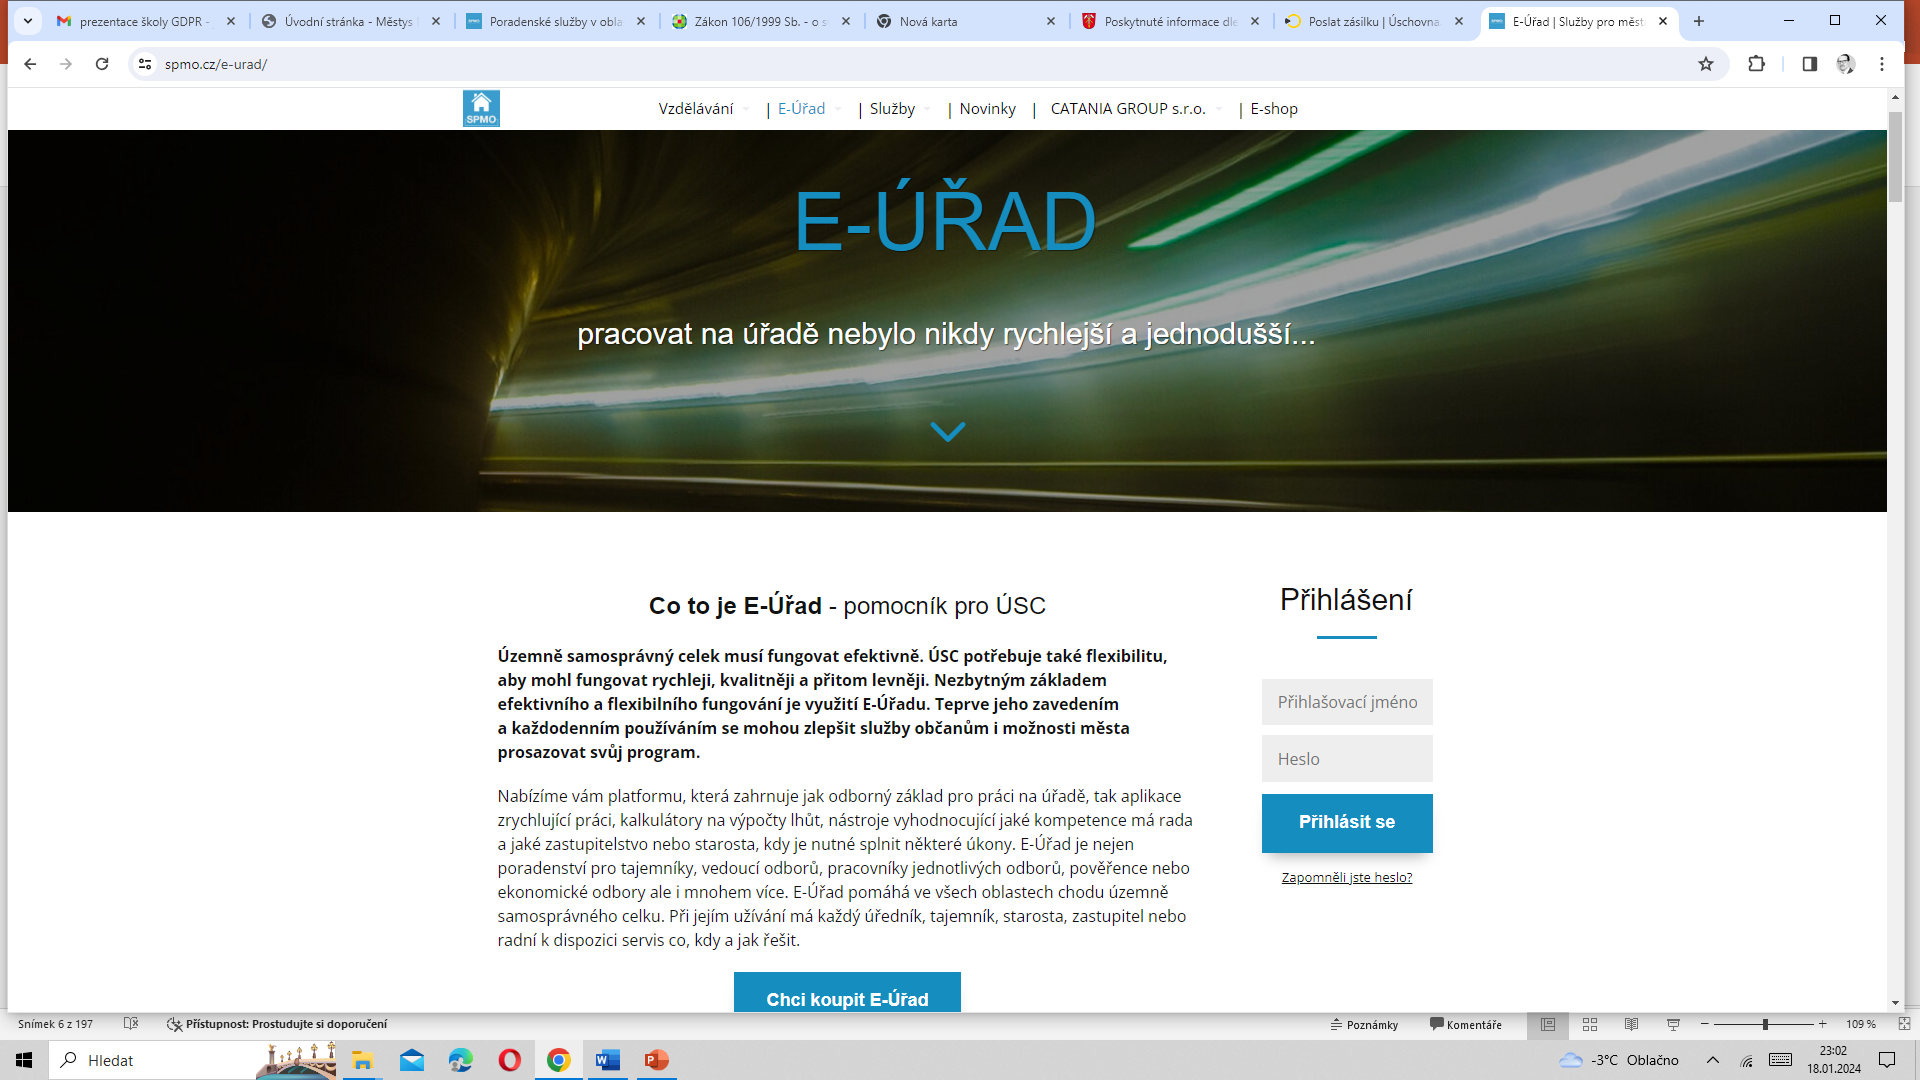 prezentace školy GDPR -
Úvodní stránka - Městys
Poradenské služby v obla
Zákon 106/1999 Sb. - o s
Nová karta
Poskytnuté informace dle
Poslat zásilku | Úschovna
E-Úřad | Služby pro měst
spmo.cz/e-urad/
SPMO
Vzdělávání | E-Úřad | Služby | Novinky | CATANIA GROUP s.r.o. | E-shop
E-ÚŘAD
pracovat na úřadě nebylo nikdy rychlejší a jednodušší...
Co to je E-Úřad - pomocník pro ÚSC
Územně samosprávný celek musí fungovat efektivně. ÚSC potřebuje také flexibilitu,
aby mohl fungovat rychleji, kvalitněji a přitom levněji. Nezbytným základem
efektivního a flexibilního fungování je využití E-Úřadu. Teprve jeho zavedením
a každodenním používáním se mohou zlepšit služby občanům i možnosti města
prosazovat svůj program.
Nabízíme vám platformu, která zahrnuje jak odborný základ pro práci na úřadě, tak aplikace
zrychlující práci, kalkulátory na výpočty lhůt, nástroje vyhodnocující jaké kompetence má rada
a jaké zastupitelstvo nebo starosta, kdy je nutné splnit některé úkony. E-Úřad je nejen
poradenství pro tajemníky, vedoucí odborů, pracovníky jednotlivých odborů, pověřence nebo
ekonomické odbory ale i mnohem více. E-Úřad pomáhá ve všech oblastech chodu územně
samosprávného celku. Při jejím užívání má každý úředník, tajemník, starosta, zastupitel nebo
radní k dispozici servis co, kdy a jak řešit.
Chci koupit E-Úřad
Přihlášení
Přihlašovací jméno
Heslo
Přihlásit se
Zapomněli jste heslo?
Snímek 6 z 197
Přístupnost: Prostudujte si doporučení
Poznámky
Komentáře
109 %
Hledat
-3°C Oblačno
23:02
18.01.2024